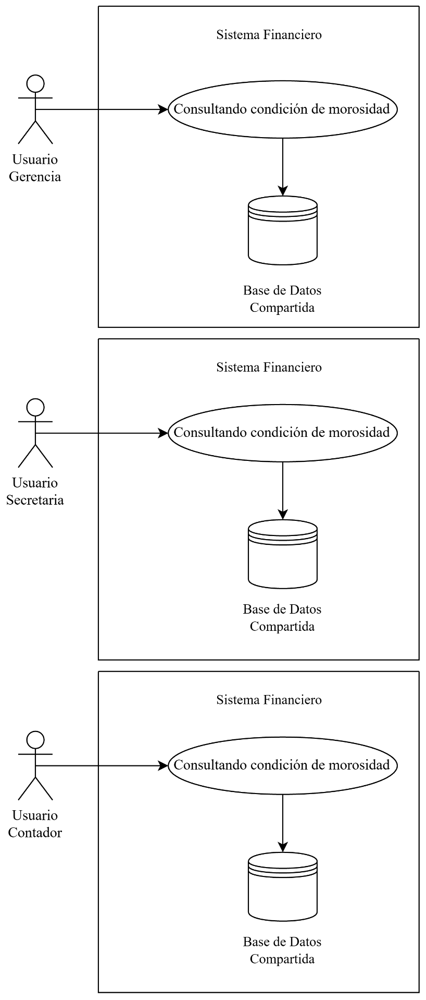 Sistema Financiero
Consultando condición de morosidad
Usuario
Gerencia
Base de Datos
Compartida
Sistema Financiero
Consultando condición de morosidad
Usuario
Secretaria
Base de Datos
Compartida
Sistema Financiero
Consultando condición de morosidad
Usuario
Contador
Base de Datos
Compartida